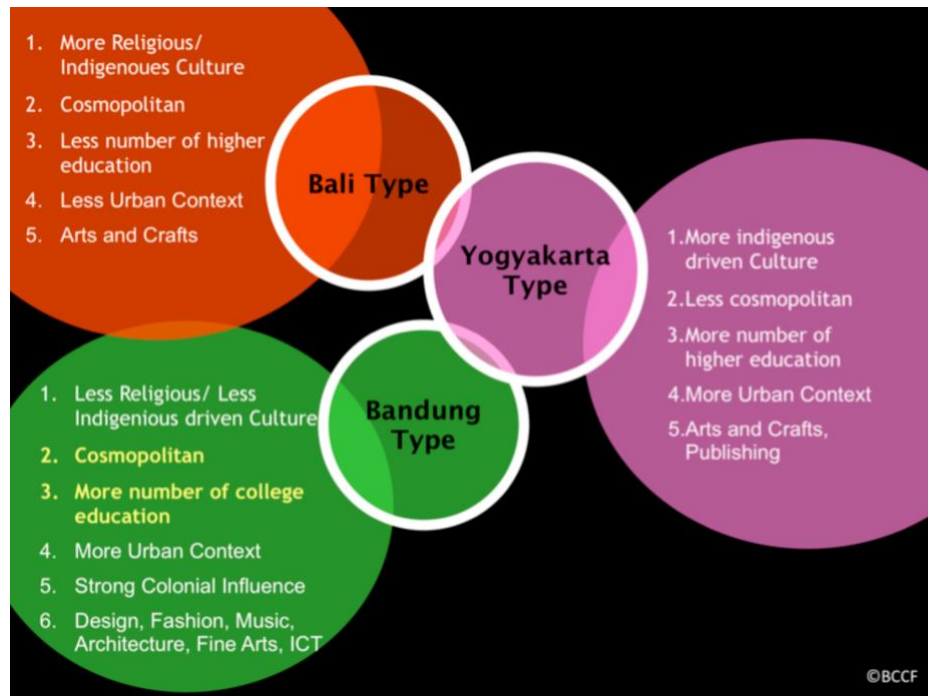 1. More Religious/
Indigenoues Culture
2. Cosmopolitan
3. Less number of higher
education
4. Less Urban Context
5. Arts and Crafts
Bali Type
Yogyakarta
Type
1.More indigenous
driven Culture
2.Less cosmopolitan
3.More number of
higher education
4.More Urban Context
5.Arts and Crafts,
Publishing
1. Less Religious/ Less
Indigenious driven Culture
2. Cosmopolitan
3. More number of college
education
4. More Urban Context
5. Strong Colonial Influence
6. Design, Fashion, Music,
Architecture, Fine Arts, ICT
Bandung
Type
©BCCF